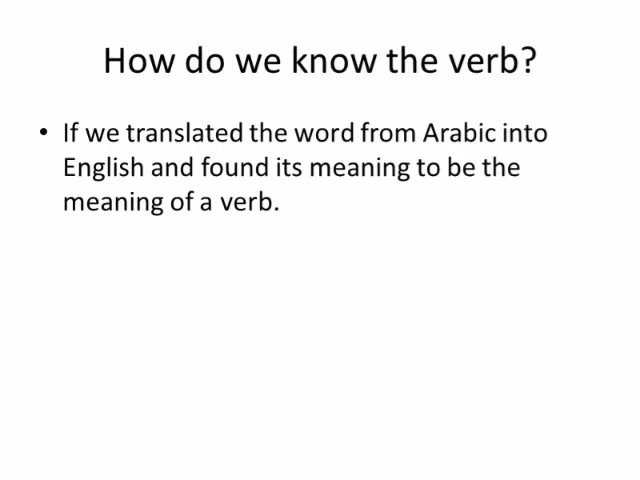 How do we know the verb?
• If we translated the word from Arabic into
English and found its meaning to be the
meaning of a verb.